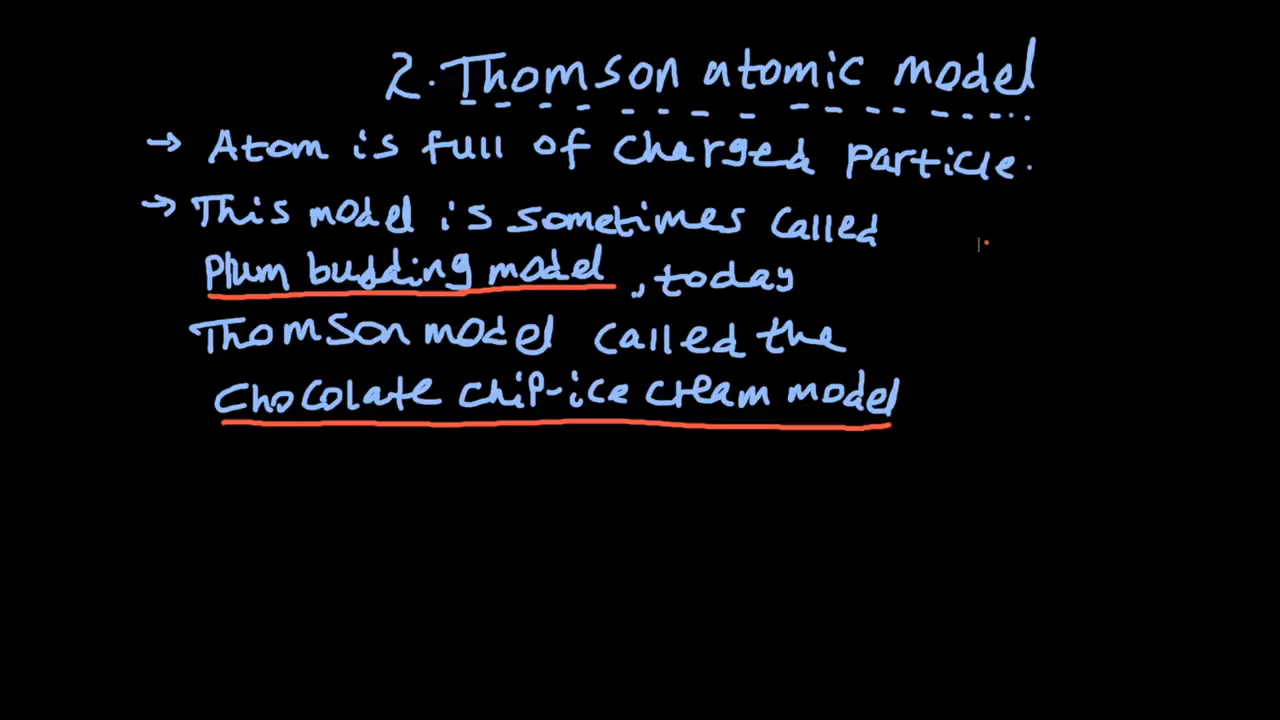 2. Thomson atomic model
→ Atom is full of charged particle.
→ This model is sometimes called
Plum budding model, today
Thomson model called the
chocolate chip-ice cream model